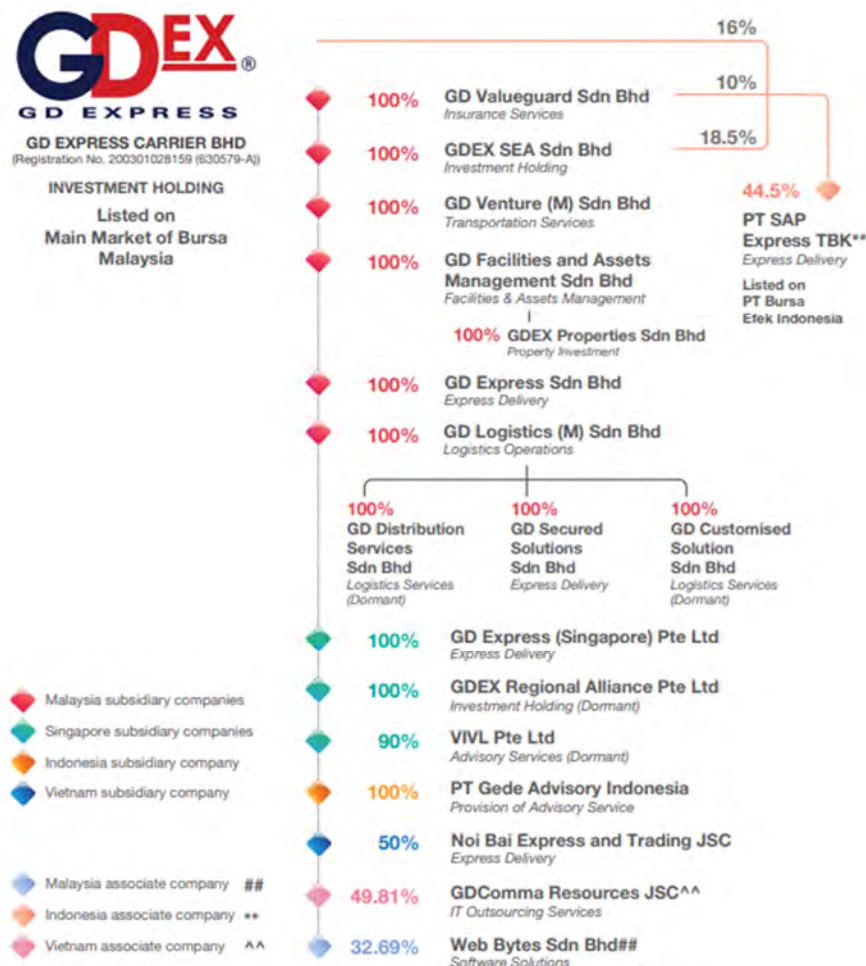 GDEX®
GD EXPRESS
GD EXPRESS CARRIER BHD
(Registration No. 200301028159 (630579-A))
INVESTMENT HOLDING
Listed on
Main Market of Bursa
Malaysia
16%
10%
18.5%
100% GD Valueguard Sdn Bhd
Insurance Services
100% GDEX SEA Sdn Bhd
Investment Holding
100% GD Venture (M) Sdn Bhd
Transportation Services
100% GD Facilities and Assets
Management Sdn Bhd
Facilities & Assets Management
100% GDEX Properties Sdn Bhd
Property Investment
44.5%
PT SAP
Express TBK**
Express Delivery
Listed on
PT Bursa
Efek Indonesia
100% GD Express Sdn Bhd
Express Delivery
100% GD Logistics (M) Sdn Bhd
Logistics Operations
100%
GD Distribution
Services
Sdn Bhd
Logistics Services
(Dormant)
100%
GD Secured
Solutions
Sdn Bhd
Express Delivery
100%
GD Customised
Solution
Sdn Bhd
Logistics Services
(Dormant)
100% GD Express (Singapore) Pte Ltd
Express Delivery
100% GDEX Regional Alliance Pte Ltd
Investment Holding (Dormant)
90% VIVL Pte Ltd
Advisory Services (Dormant)
100% PT Gede Advisory Indonesia
Provision of Advisory Service
50% Noi Bai Express and Trading JSC
Express Delivery
49.81% GDComma Resources JSC^^
IT Outsourcing Services
32.69% Web Bytes Sdn Bhd##
Software Solutions
Malaysia subsidiary companies
Singapore subsidiary companies
Indonesia subsidiary company
Vietnam subsidiary company
Malaysia associate company ##
Indonesia associate company **
Vietnam associate company ^^